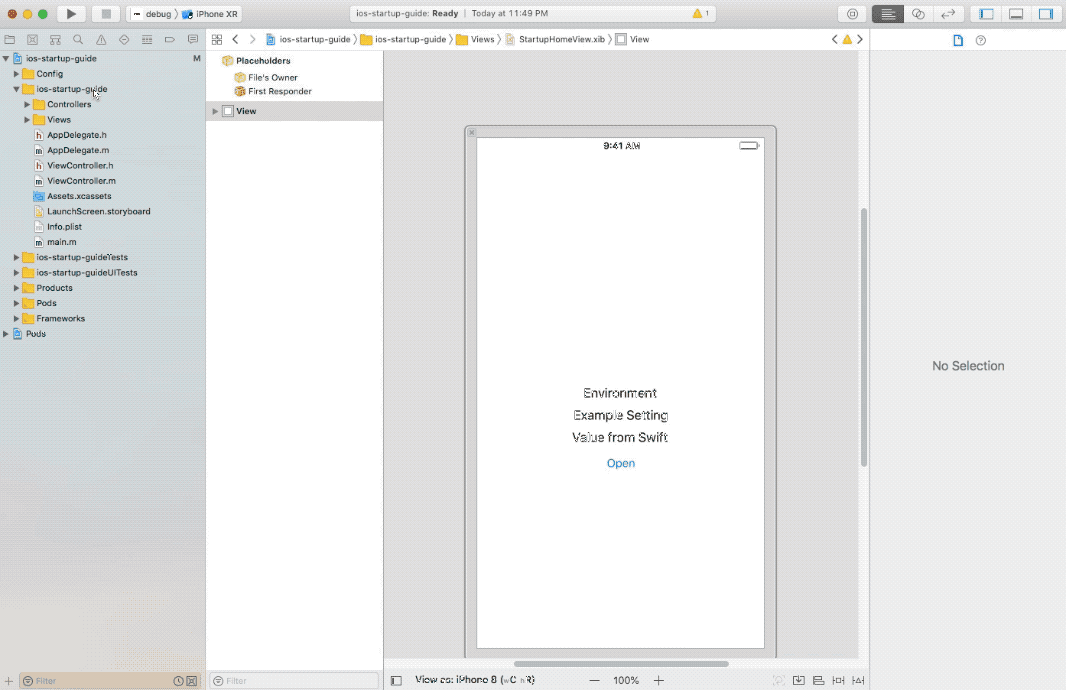 debug 〉 iPhone XR
ios-startup-guide: Ready | Today at 11:49 PM
1
ios-startup-guide 〉 ios-startup-guide 〉 Views 〉 StartupHomeView.xib 〉 View
ios-startup-guide M
Config
ios-startup-guide
Controllers
Views
AppDelegate.h
AppDelegate.m
ViewController.h
ViewController.m
Assets.xcassets
LaunchScreen.storyboard
Info.plist
main.m
ios-startup-guideTests
ios-startup-guideUITests
Products
Pods
Frameworks
Pods
Filter
Placeholders
File's Owner
First Responder
View
Filter
9:41 AM
Environment
Example Setting
Value from Swift
Open
View as: iPhone 8 (wC hR)
100%
No Selection